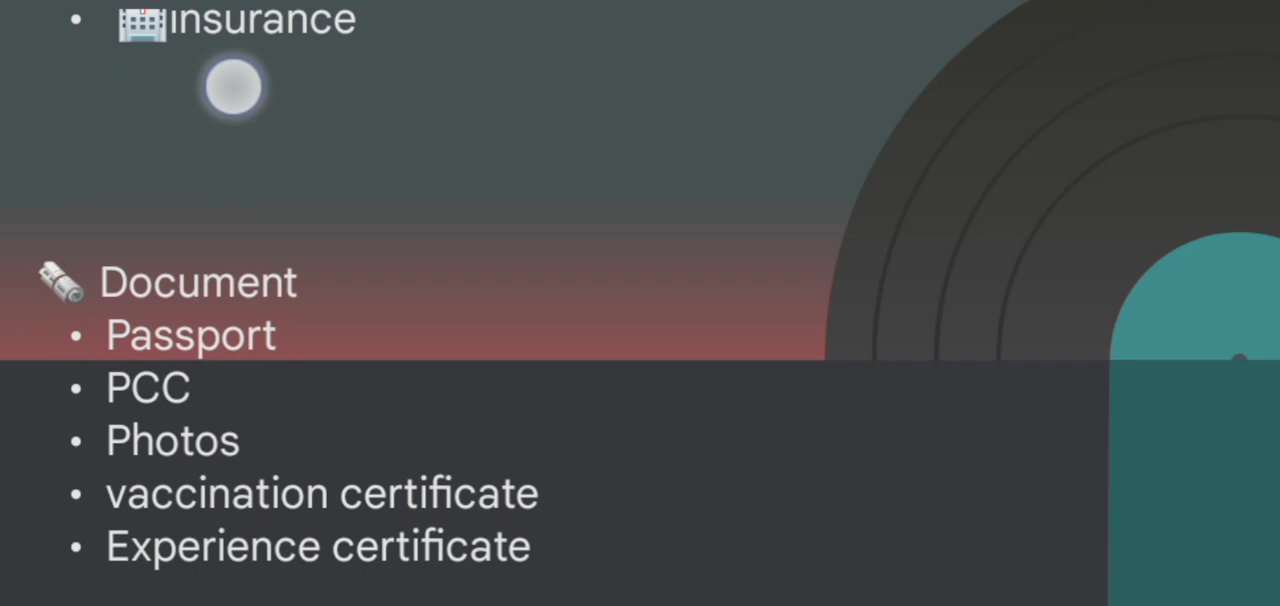 • 🏥insurance
🗞️ Document
• Passport
• PCC
• Photos
• vaccination certificate
• Experience certificate